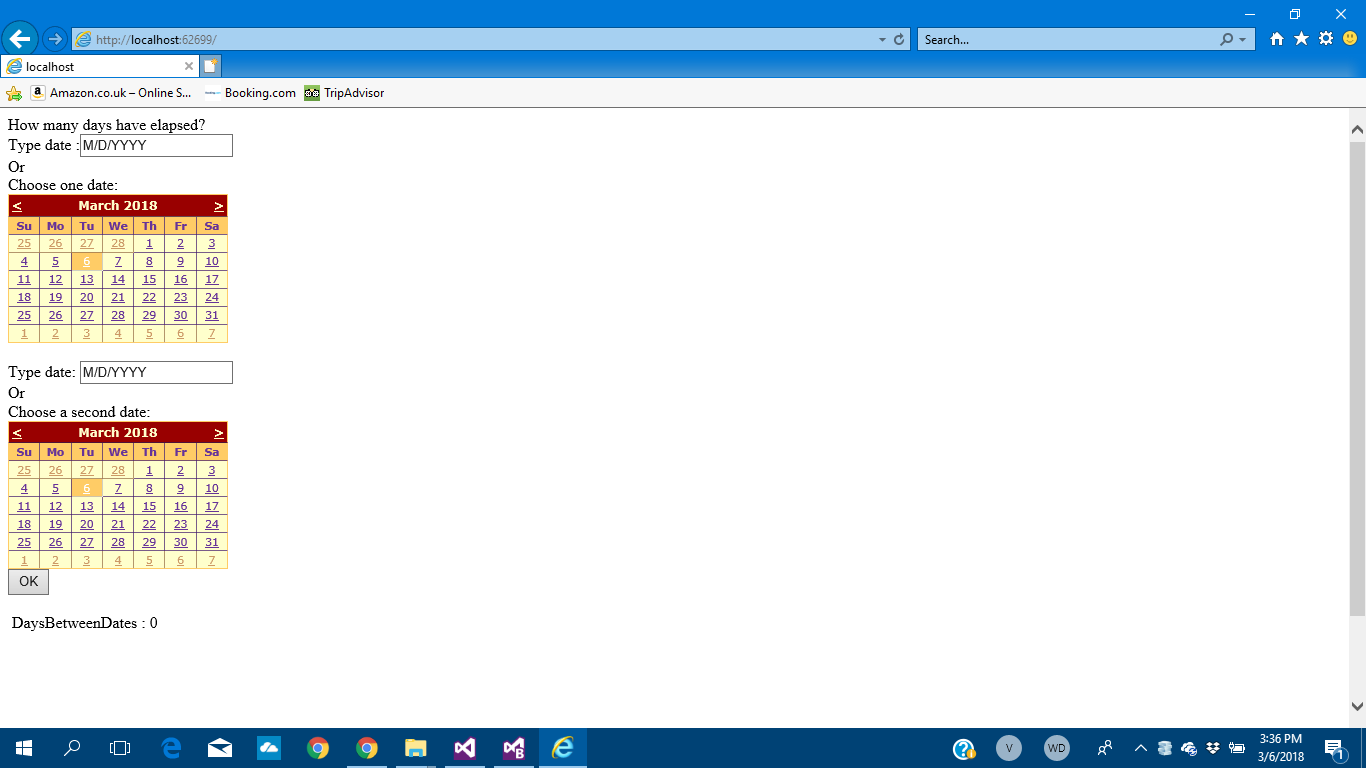 http://localhost:62699/
Search...
localhost
Amazon.co.uk – Online S...
Booking.com
TripAdvisor
How many days have elapsed?
Type date :M/D/YYYY
Or
Choose one date:
< March 2018 >
Su Mo Tu We Th Fr Sa
25 26 27 28 1 2 3
4 5 6 7 8 9 10
11 12 13 14 15 16 17
18 19 20 21 22 23 24
25 26 27 28 29 30 31
1 2 3 4 5 6 7
Type date: M/D/YYYY
Or
Choose a second date:
< March 2018 >
Su Mo Tu We Th Fr Sa
25 26 27 28 1 2 3
4 5 6 7 8 9 10
11 12 13 14 15 16 17
18 19 20 21 22 23 24
25 26 27 28 29 30 31
1 2 3 4 5 6 7
OK
DaysBetweenDates : 0
V
WD
3:36 PM
3/6/2018
1